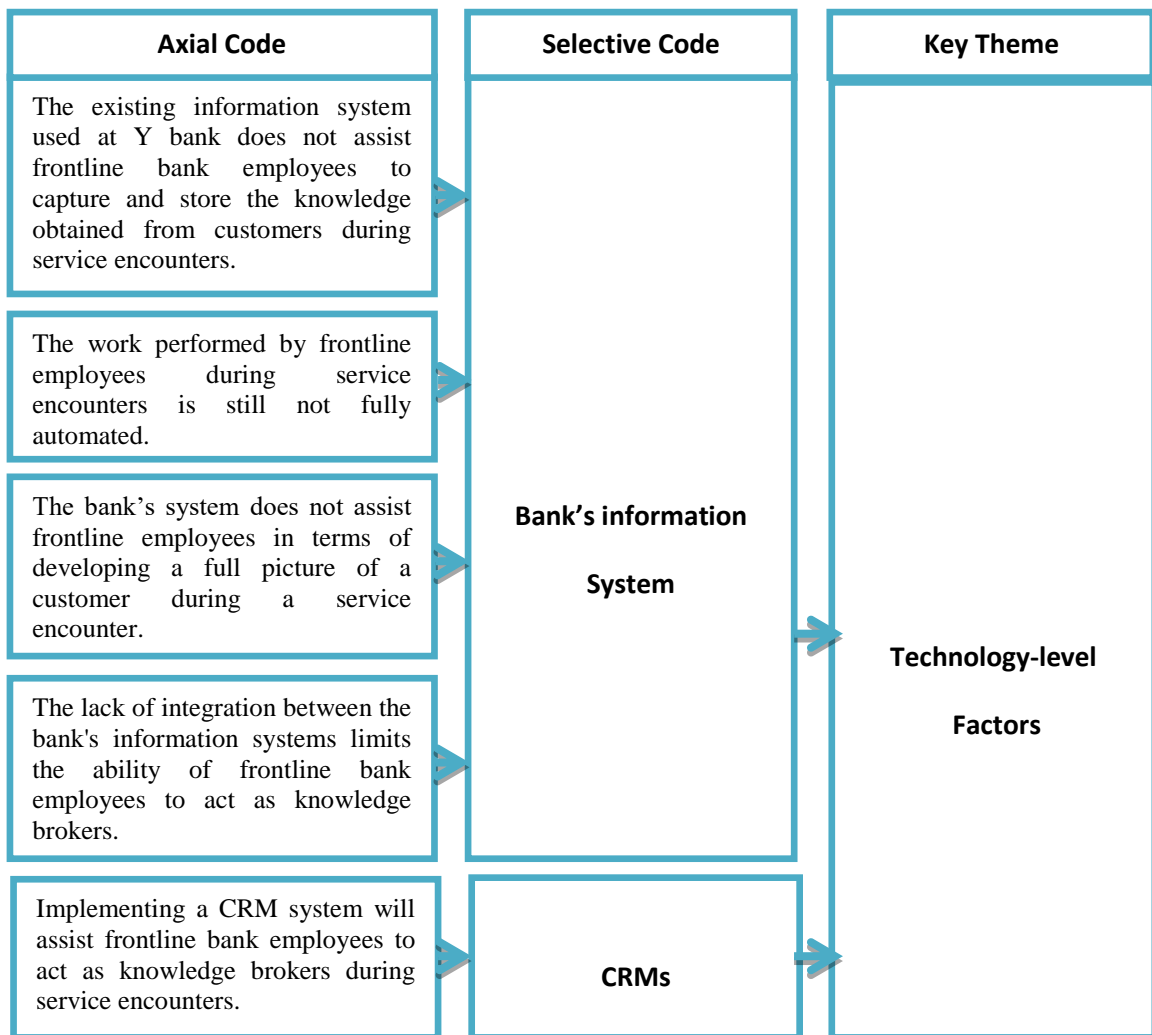 Axial Code
Selective Code
Key Theme
The existing information system
used at Y bank does not assist
frontline bank employees to
capture and store the knowledge
obtained from customers during
service encounters.
The work performed by frontline
employees during service
encounters is still not fully
automated.
The bank’s system does not assist
frontline employees in terms of
developing a full picture of a
customer during a service
encounter.
The lack of integration between the
bank's information systems limits
the ability of frontline bank
employees to act as knowledge
brokers.
Implementing a CRM system will
assist frontline bank employees to
act as knowledge brokers during
service encounters.
Bank’s information
System
CRMs
Technology-level
Factors